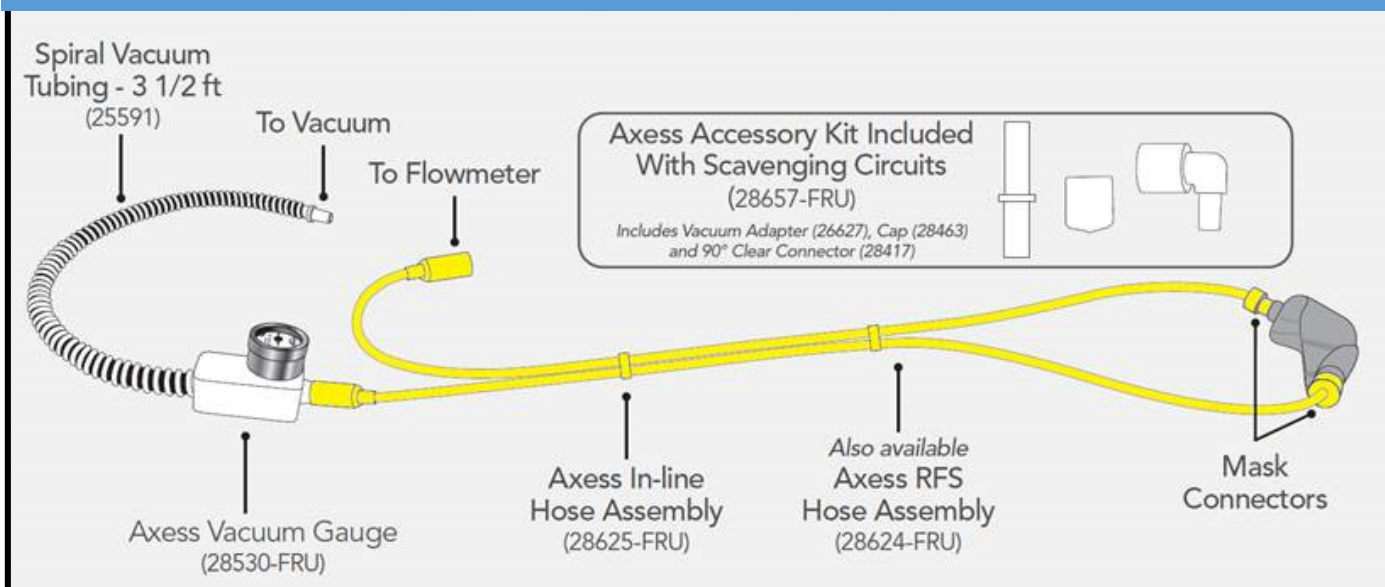 Spiral Vacuum
Tubing - 3 1/2 ft
(25591)
To Vacuum
To Flowmeter
Axess Accessory Kit Included
With Scavenging Circuits
(28657-FRU)
Includes Vacuum Adapter (26627), Cap (28463)
and 90° Clear Connector (28417)
Axess Vacuum Gauge
(28530-FRU)
Axess In-line
Hose Assembly
(28625-FRU)
Also available
Axess RFS
Hose Assembly
(28624-FRU)
Mask
Connectors